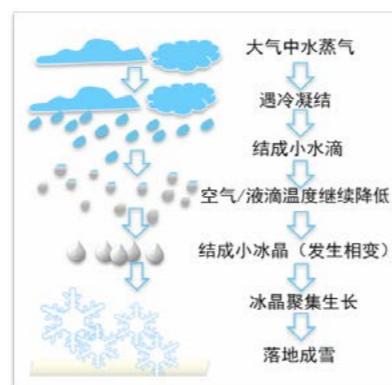 大气中水蒸气
遇冷凝结
结成小水滴
空气/液滴温度继续降低
结成小冰晶（发生相变）
冰晶聚集生长
落地成雪